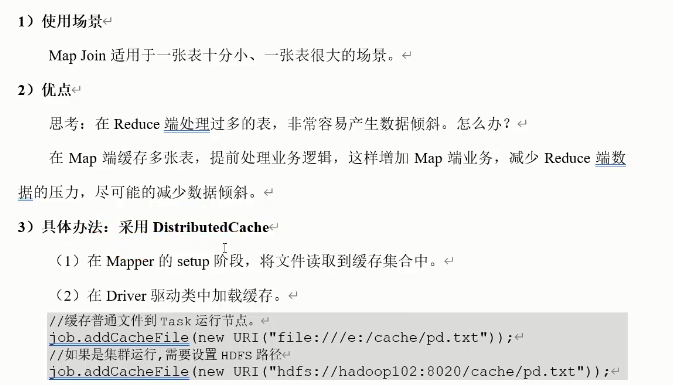 1）使用场景
Map Join 适用于一张表十分小、一张表很大的场景。
2）优点
思考：在 Reduce 端处理过多的表，非常容易产生数据倾斜。怎么办？
在 Map 端缓存多张表，提前处理业务逻辑，这样增加 Map 端业务，减少 Reduce 端数
据的压力，尽可能的减少数据倾斜。
3）具体办法：采用 DistributedCache
（1）在 Mapper 的 setup 阶段，将文件读取到缓存集合中。
（2）在 Driver 驱动类中加载缓存。
//缓存普通文件到 Task 运行节点。
job.addCacheFile(new URI("file:///e:/cache/pd.txt"));
//如果是集群运行,需要设置 HDFS 路径
job.addCacheFile(new URI("hdfs://hadoop102:8020/cache/pd.txt"));